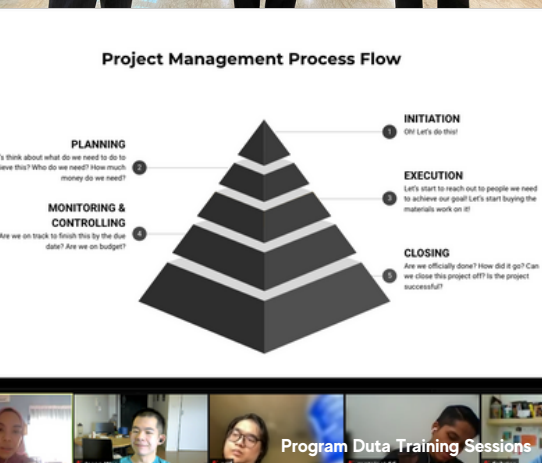 Project Management Process Flow
INITIATION
1
Oh! Let's do this!
PLANNING
think about what do we need to do to
this? Who do we need? How much
money do we need?
2
EXECUTION
3
Let's start to reach out to people we need
to achieve our goal! Let's start buying the
materials work on it!
MONITORING &
CONTROLLING
4
Are we on track to finish this by the due
date? Are we on budget?
CLOSING
5
Are we officially done? How did it go? Can
we close this project off? Is the project
successful?
Program Duta Training Sessions